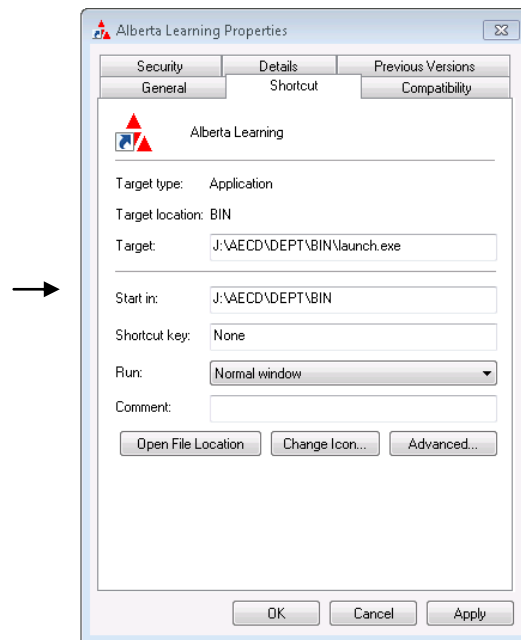 Alberta Learning Properties
Security Details Previous Versions
General Shortcut Compatibility
Alberta Learning
Target type: Application
Target location: BIN
Target: J:\AECD\DEPT\BIN\launch.exe
Start in: J:\AECD\DEPT\BIN
Shortcut key: None
Run: Normal window
Comment:
Open File Location Change Icon... Advanced...
OK Cancel Apply